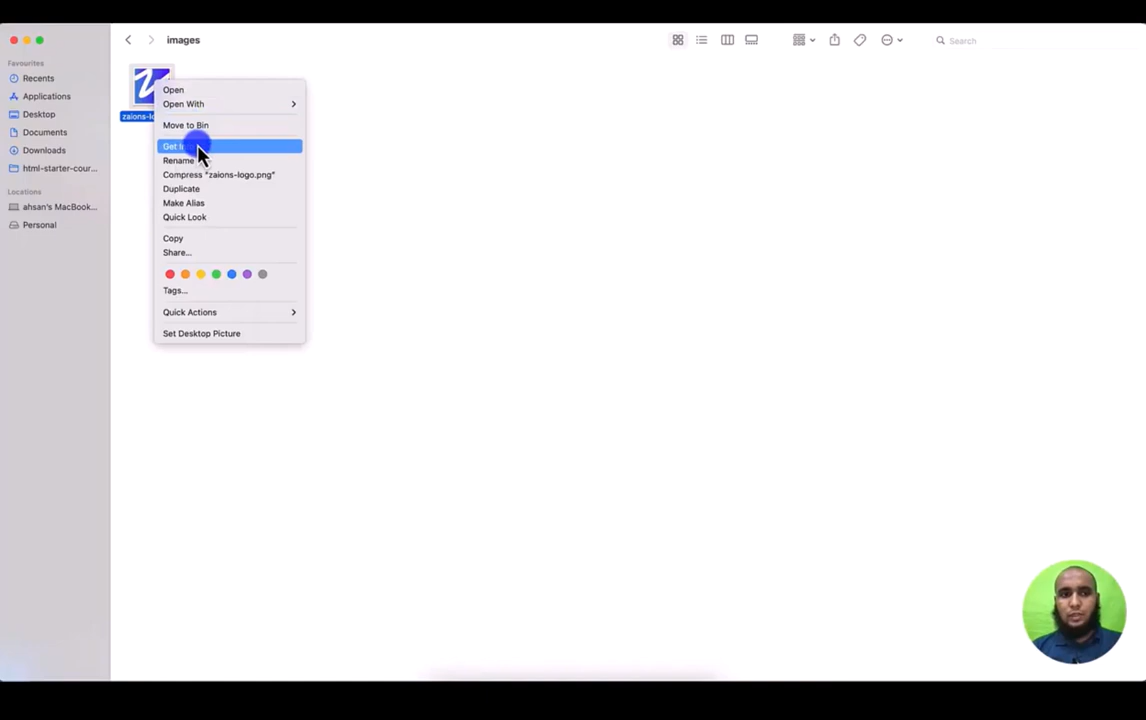 images
Search
Favourites
Recents
Applications
Desktop
Documents
Downloads
html-starter-cour...
Locations
ahsan's MacBook...
Personal
Open
Open With
Move to Bin
Get
Rename
Compress "zaions-logo.png"
Duplicate
Make Alias
Quick Look
Copy
Share...
Tags...
Quick Actions
Set Desktop Picture